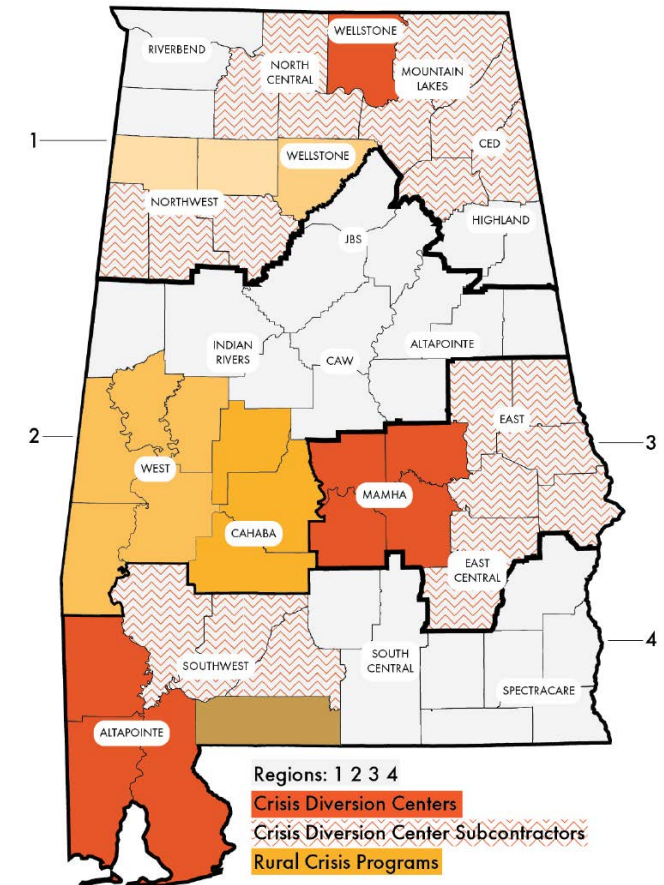 WELLSTONE
RIVERBEND
NORTH
CENTRAL
MOUNTAIN
LAKES
1
CED
WELLSTONE
NORTHWEST
HIGHLAND
JBS
INDIAN
RIVERS
CAW
ALTAPOINTE
EAST
2
3
WEST
MAMHA
CAHABA
EAST
CENTRAL
4
SOUTH
CENTRAL
SOUTHWEST
SPECTRACARE
ALTAPOINTE
Regions: 1 2 3 4
Crisis Diversion Centers
Crisis Diversion Center Subcontractors
Rural Crisis Programs